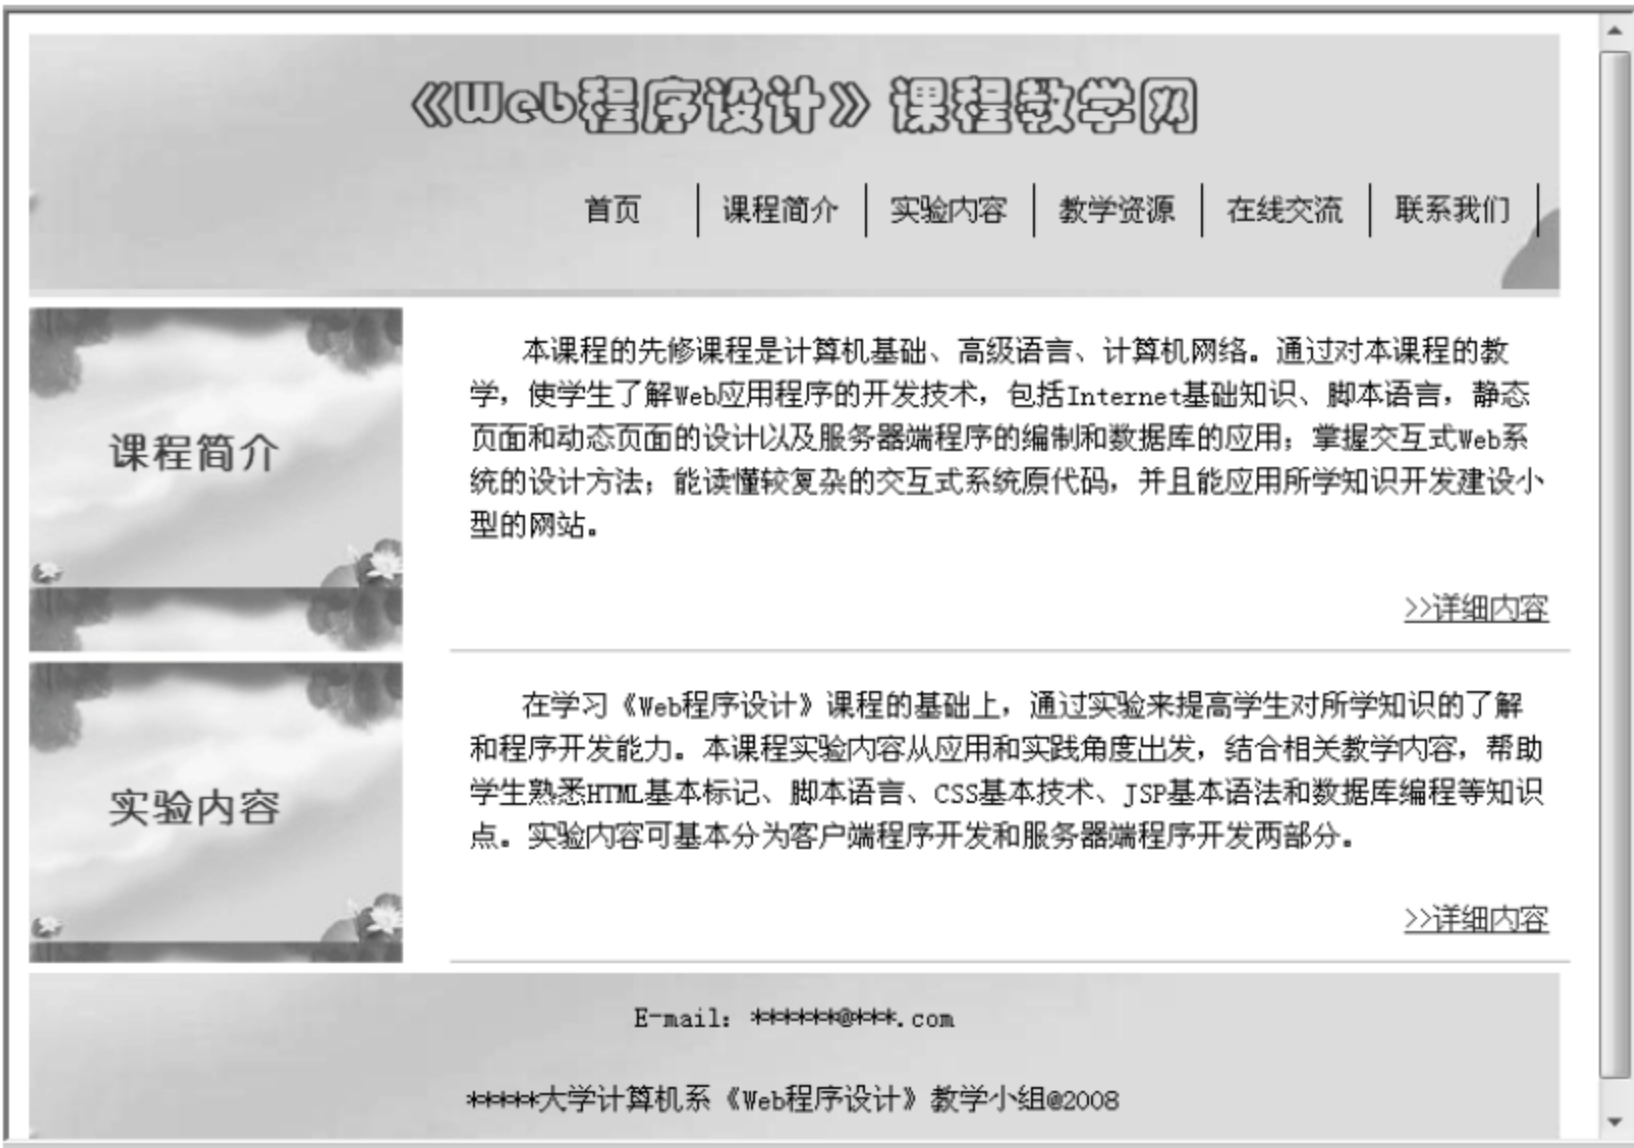 《Web程序设计》课程教学网
首页 课程简介 实验内容 教学资源 在线交流 联系我们
课程简介
本课程的先修课程是计算机基础、高级语言、计算机网络。通过对本课程的教
学，使学生了解Web应用程序的开发技术，包括Internet基础知识、脚本语言，静态
页面和动态页面的设计以及服务器端程序的编制和数据库的应用；掌握交互式Web系
统的设计方法；能读懂较复杂的交互式系统原代码，并且能应用所学知识开发建设小
型的网站。
>>详细内容
实验内容
在学习《Web程序设计》课程的基础上，通过实验来提高学生对所学知识的了解
和程序开发能力。本课程实验内容从应用和实践角度出发，结合相关教学内容，帮助
学生熟悉HTML基本标记、脚本语言、CSS基本技术、JSP基本语法和数据库编程等知识
点。实验内容可基本分为客户端程序开发和服务器端程序开发两部分。
>>详细内容
E-mail: ******@***.com
*****大学计算机系《Web程序设计》教学小组@2008